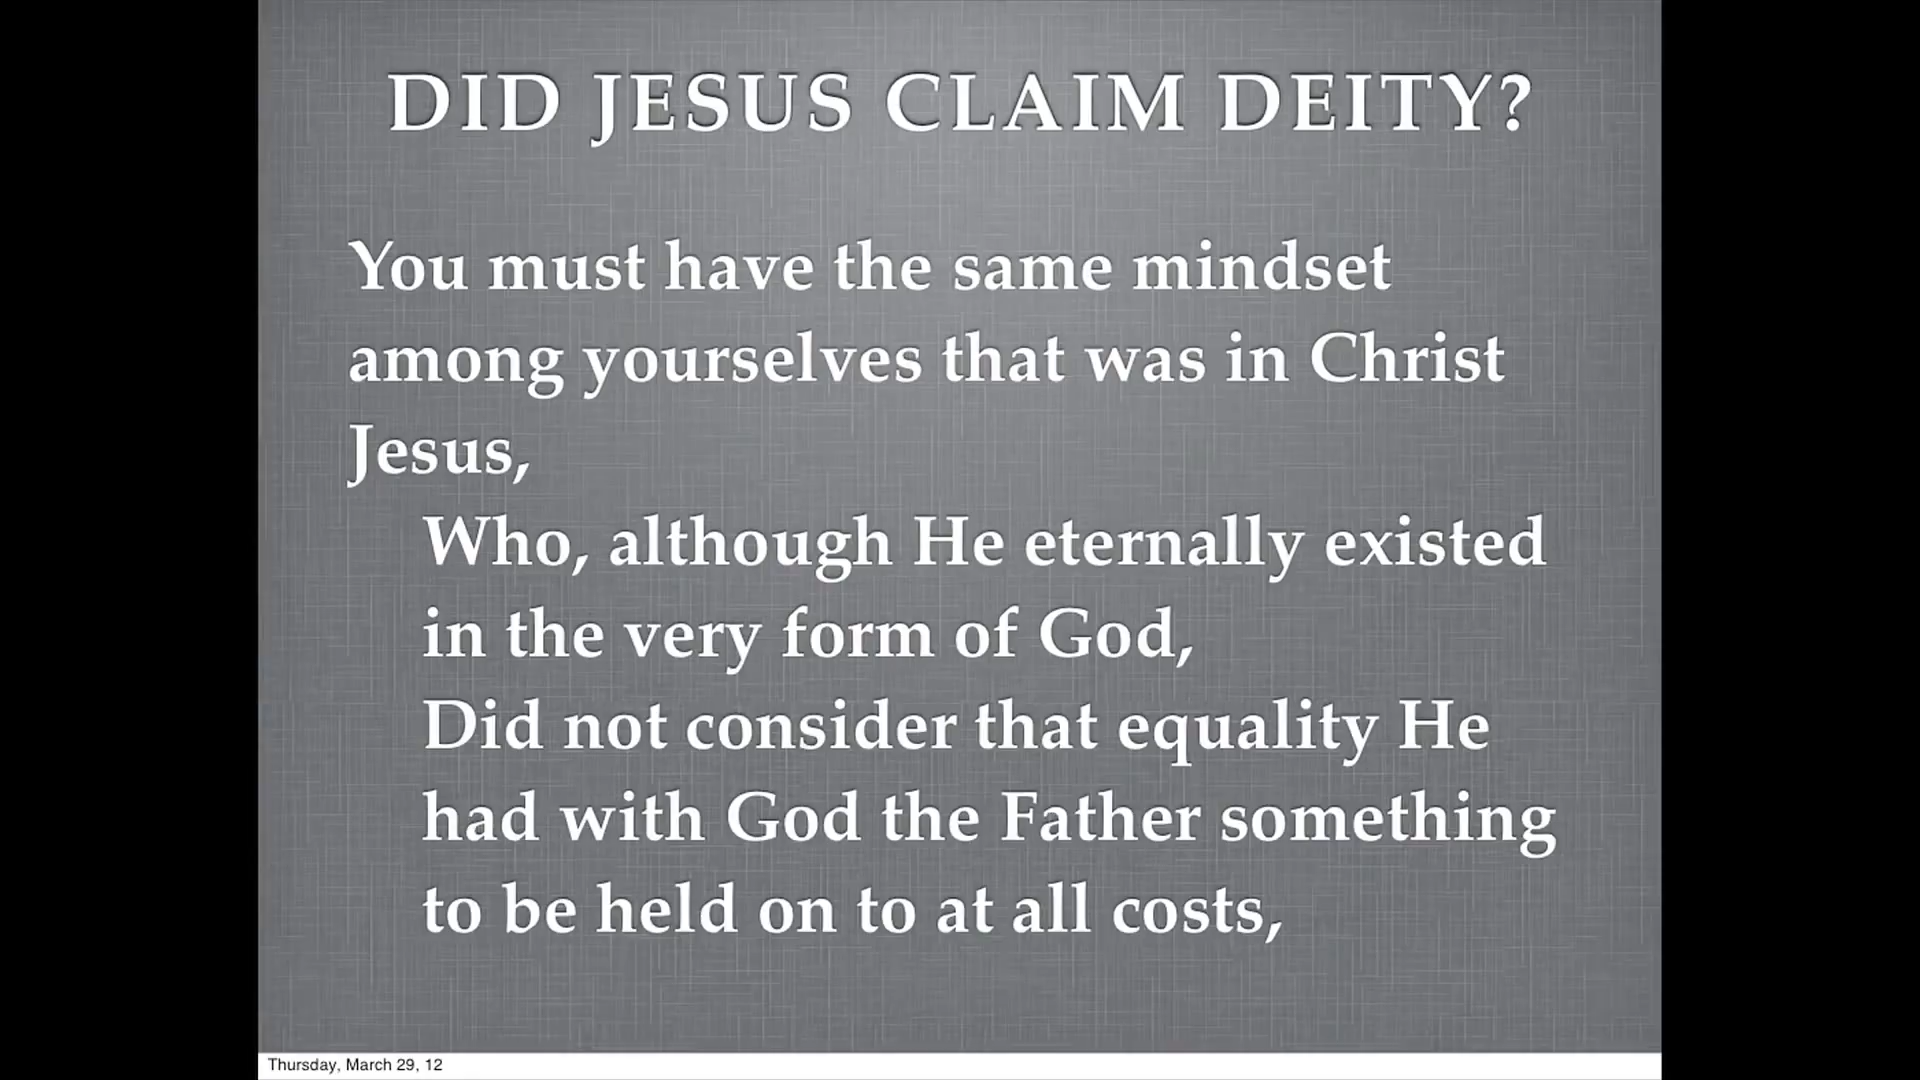 DID JESUS CLAIM DEITY?
You must have the same mindset
among yourselves that was in Christ
Jesus,
Who, although He eternally existed
in the very form of God,
Did not consider that equality He
had with God the Father something
to be held on to at all costs,
Thursday, March 29, 12